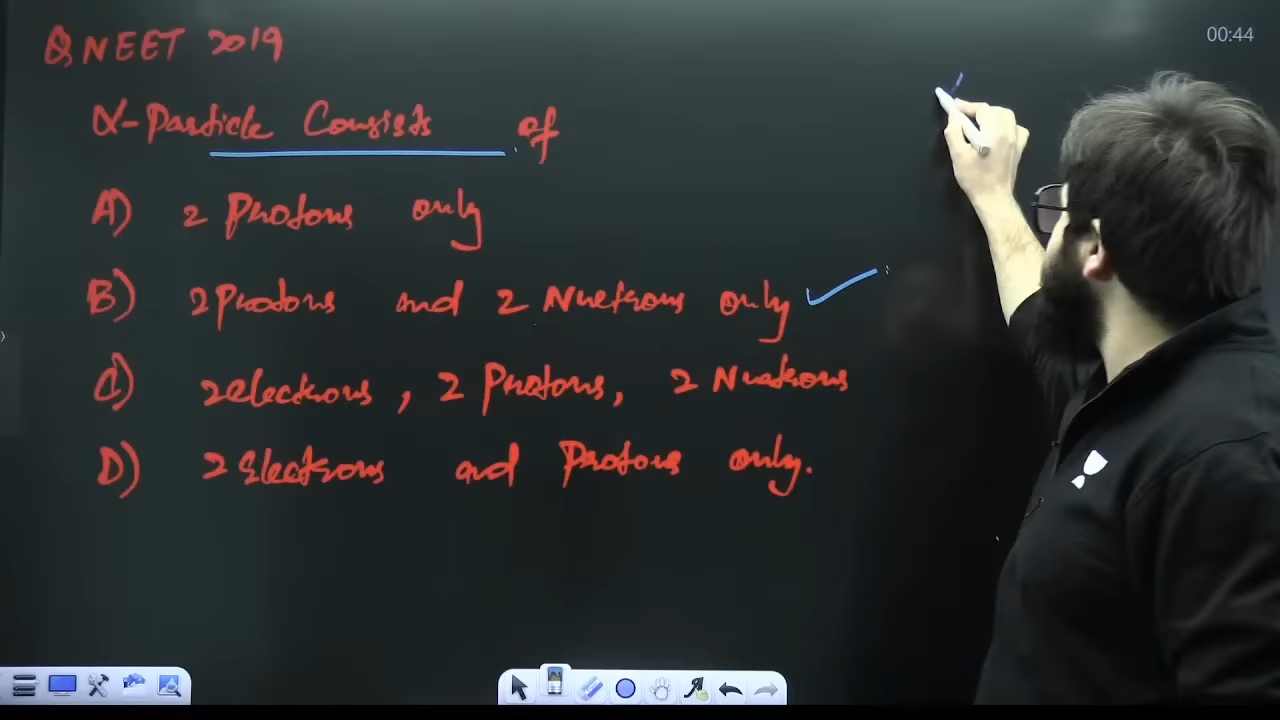 Q NEET 2019
00:44
α-Particle Consists of
A) 2 Protons only
B) 2 Protons and 2 Nuetrons only ✓
C) 2 electrons, 2 Protons, 2 Nuetrons
D) 2 Electrons and Protons only.